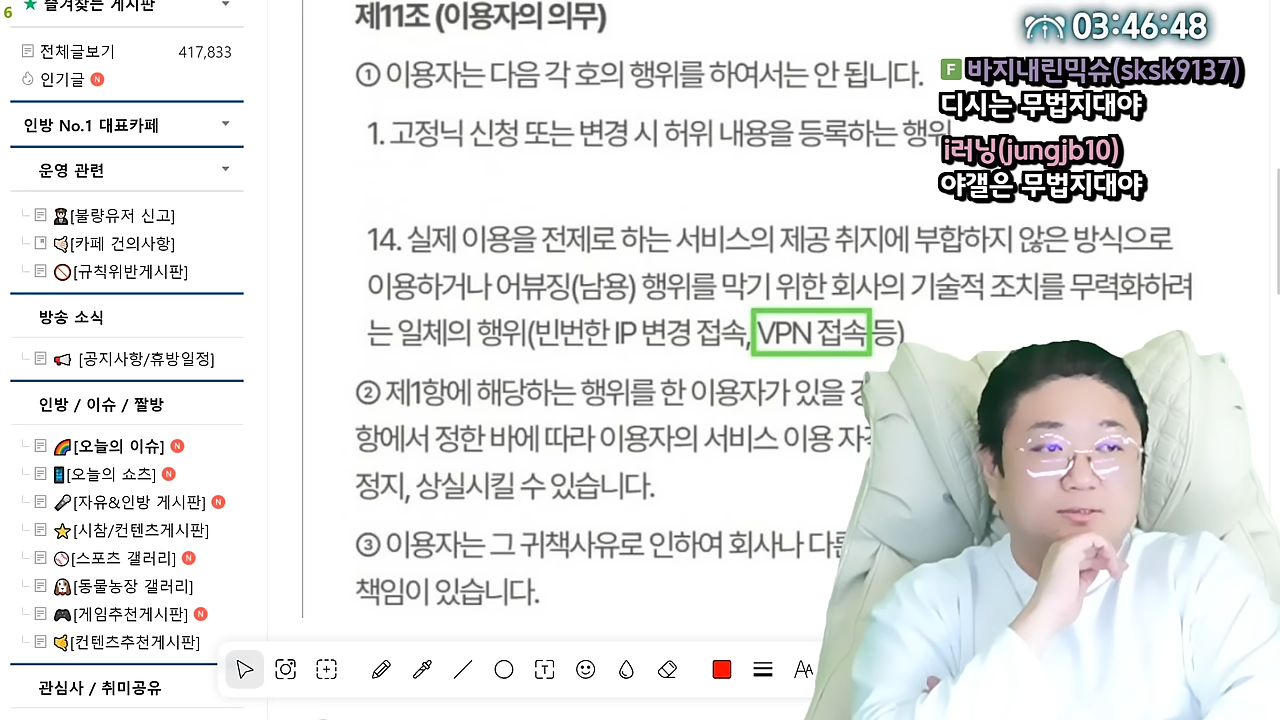 6
★ 즐겨찾는 게시판
전체글보기 417,833
인기글 N
인방 No.1 대표카페
운영 관련
[불량유저 신고]
[카페 건의사항]
[규칙위반게시판]
방송 소식
[공지사항/휴방일정]
인방 / 이슈 / 짤방
[오늘의 이슈] N
[오늘의 쇼츠] N
[자유&인방 게시판] N
[시참/컨텐츠게시판]
[스포츠 갤러리] N
[동물농장 갤러리]
[게임추천게시판] N
[컨텐츠추천게시판]
관심사 / 취미공유
제11조 (이용자의 의무)
① 이용자는 다음 각 호의 행위를 하여서는 안 됩니다.
1. 고정닉 신청 또는 변경 시 허위 내용을 등록하는 행위
14. 실제 이용을 전제로 하는 서비스의 제공 취지에 부합하지 않은 방식으로
이용하거나 어뷰징(남용) 행위를 막기 위한 회사의 기술적 조치를 무력화하려
는 일체의 행위(빈번한 IP 변경 접속, VPN 접속 등)
② 제1항에 해당하는 행위를 한 이용자가 있을
항에서 정한 바에 따라 이용자의 서비스 이용
정지, 상실시킬 수 있습니다.
③ 이용자는 그 귀책사유로 인하여 회사나
책임이 있습니다.
03:46:48
F 바지내린믹슈(sksk9137)
디시는 무법지대야
i러닝(jungjb10)
야갤은 무법지대야
T
AA